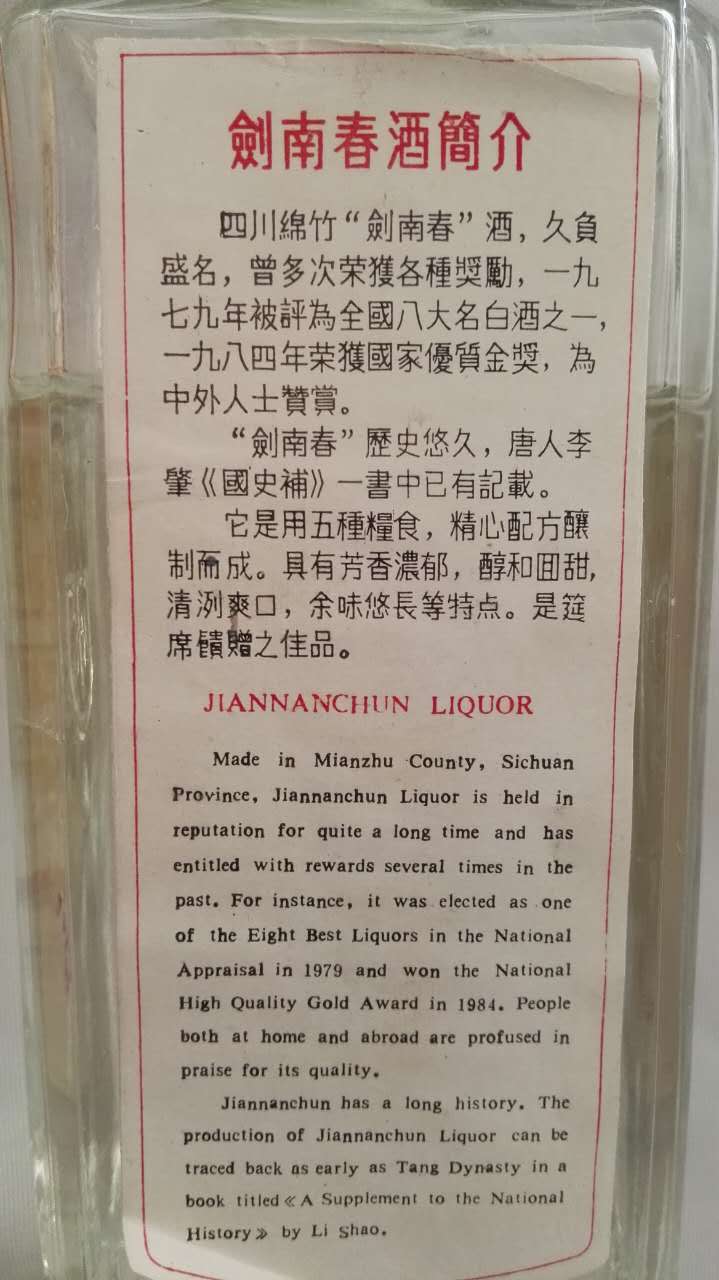 劍南春酒簡介
四川綿竹“劍南春”酒，久負
盛名，曾多次荣獲各種獎勵，一九
七九年被評為全國八大名白酒之一，
一九八四年荣獲國家優質金獎，為
中外人士贊賞。
“劍南春”歷史悠久，唐人李
肇《國史補》一書中已有記載。
它是用五種糧食，精心配方釀
制而成。具有芳香濃郁，醇和回甜，
清洌爽口，余味悠長等特点。是筵
席饋贈之佳品。
JIANNANCHUN LIQUOR
Made in Mianzhu County, Sichuan
Province, Jiannanchun Liquor is held in
reputation for quite a long time and has
entitled with rewards several times in the
past. For instance, it was elected as one
of the Eight Best Liquors in the National
Appraisal in 1979 and won the National
High Quality Gold Award in 1984. People
both at home and abroad are profused in
praise for its quality.
Jiannanchun has a long history. The
production of Jiannanchun Liquor can be
traced back as early as Tang Dynasty in a
book titled《A Supplement to the National
History》by Li Shao.